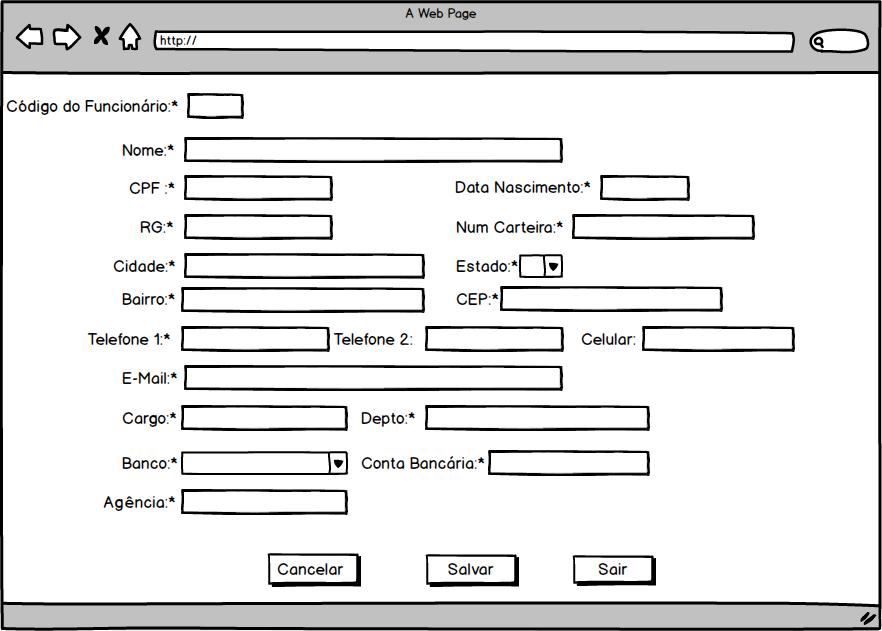 A Web Page
http://
Código do Funcionário:*
Nome:*
CPF :* Data Nascimento:*
RG:* Num Carteira:*
Cidade:* Estado:*
Bairro:* CEP:*
Telefone 1:* Telefone 2: Celular:
E-Mail:*
Cargo:* Depto:*
Banco:* Conta Bancária:*
Agência:*
Cancelar Salvar Sair